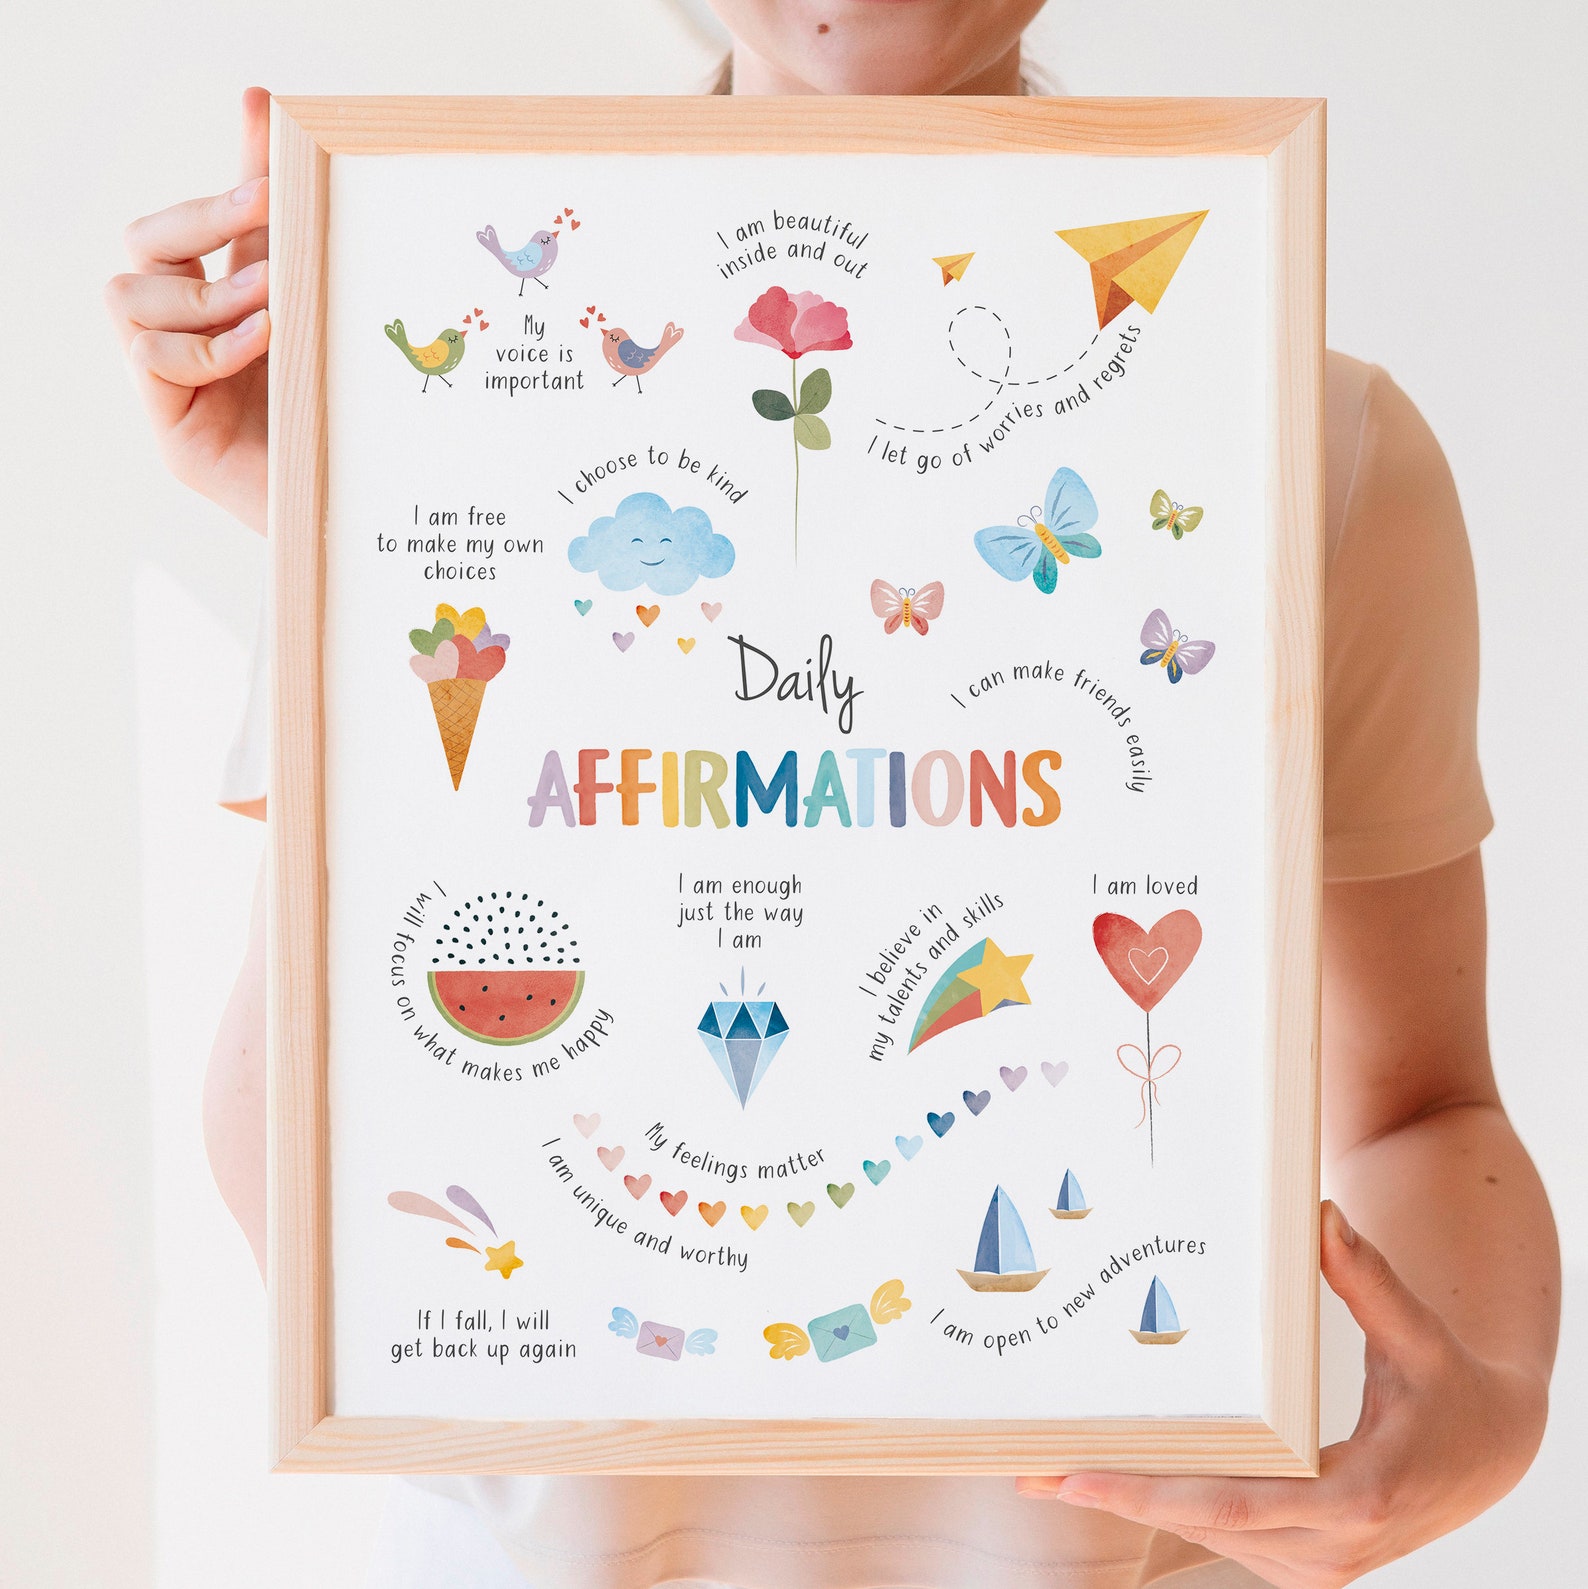 My
voice is
important
I am beautiful
inside and out
I let go of worries and regrets
I choose to be kind
I am free
to make my own
choices
I can make friends easily
Daily
AFFIRMATIONS
I will focus on what makes me happy
I am enough
just the way
I am
I believe in
my talents and skills
I am loved
My feelings matter
I am unique and worthy
If I fall, I will
get back up again
I am open to new adventures